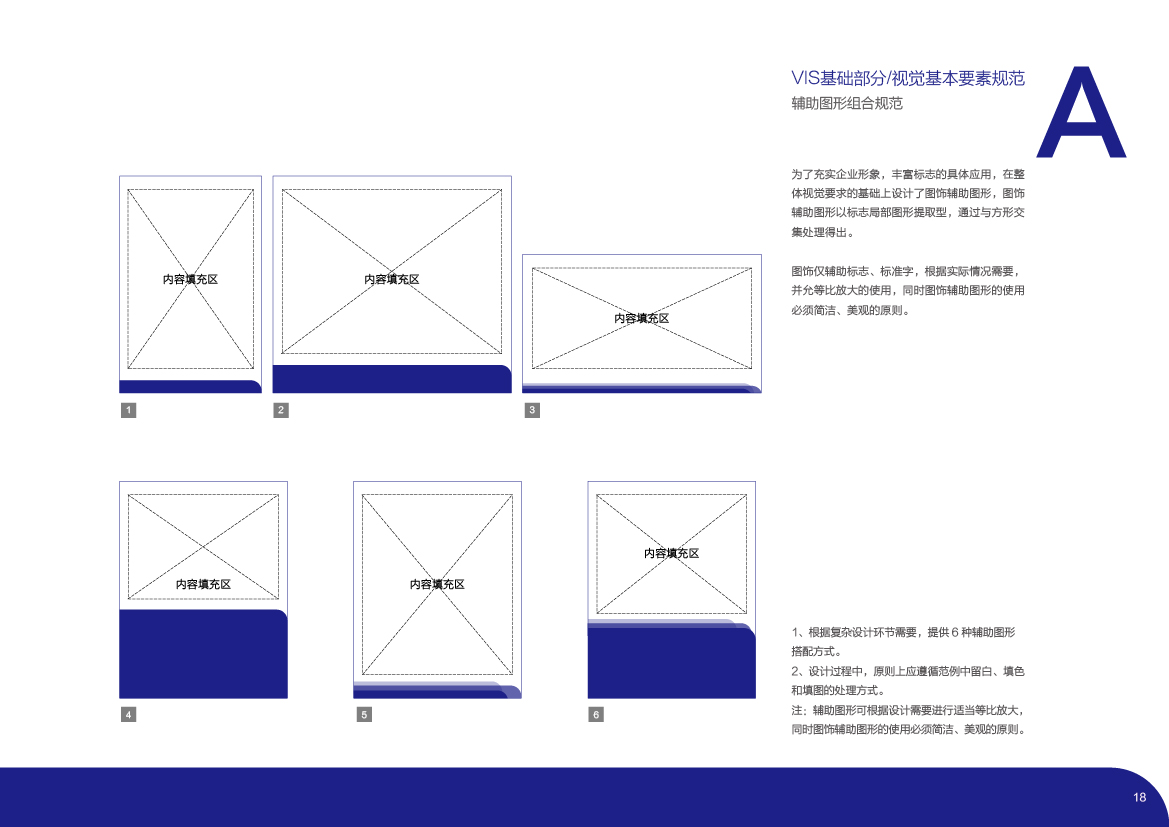 VIS基础部分/视觉基本要素规范
辅助图形组合规范
A
为了充实企业形象，丰富标志的具体应用，在整
体视觉要求的基础上设计了图饰辅助图形，图饰
辅助图形以标志局部图形提取型，通过与方形交
集处理得出。
图饰仅辅助标志、标准字，根据实际情况需要，
并允等比放大的使用，同时图饰辅助图形的使用
必须简洁、美观的原则。
内容填充区
内容填充区
内容填充区
1
2
3
内容填充区
内容填充区
内容填充区
4
5
6
1、根据复杂设计环节需要，提供 6 种辅助图形
搭配方式。
2、设计过程中，原则上应遵循范例中留白、填色
和填图的处理方式。
注：辅助图形可根据设计需要进行适当等比放大，
同时图饰辅助图形的使用必须简洁、美观的原则。
18